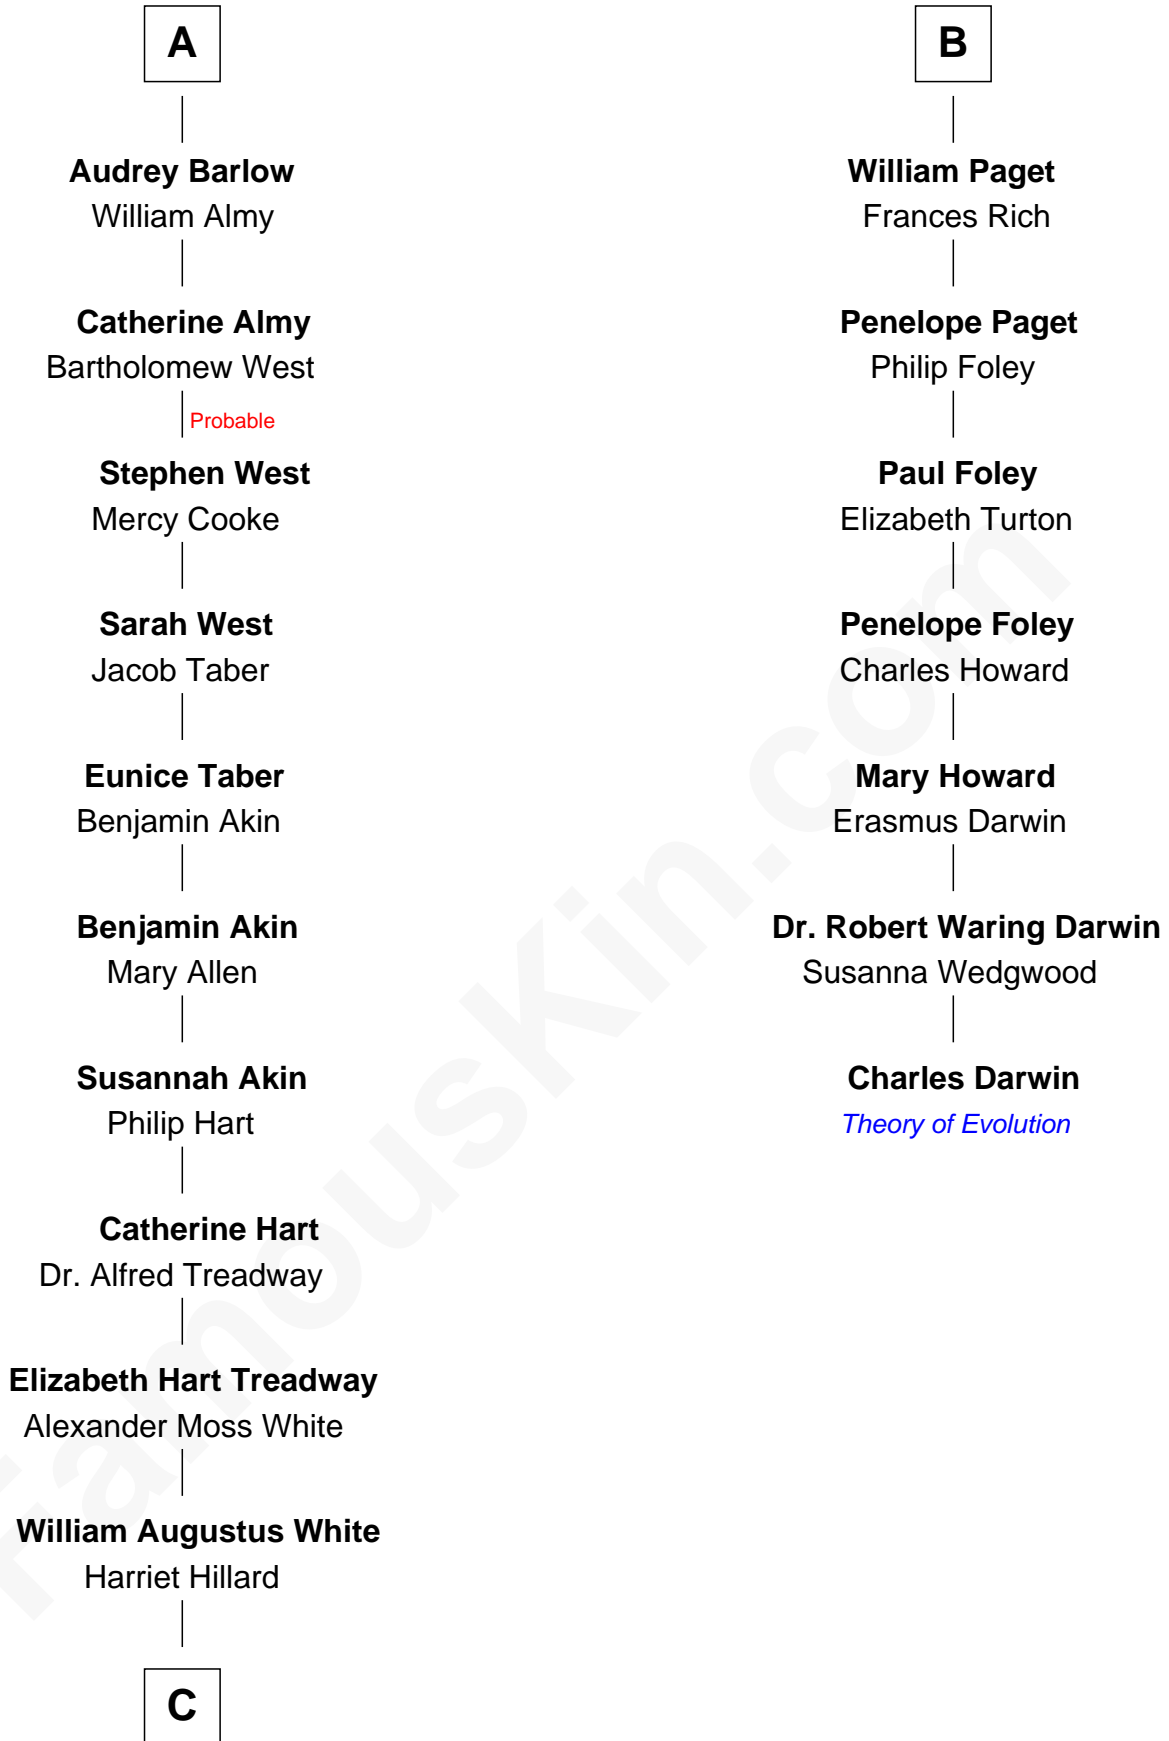 A
Audrey Barlow
William Almy
Catherine Almy
Bartholomew West
Probable
Stephen West
Mercy Cooke
Sarah West
Jacob Taber
Eunice Taber
Benjamin Akin
Benjamin Akin
Mary Allen
Susannah Akin
Philip Hart
Catherine Hart
Dr. Alfred Treadway
Elizabeth Hart Treadway
Alexander Moss White
William Augustus White
Harriet Hillard
C
B
William Paget
Frances Rich
Penelope Paget
Philip Foley
Paul Foley
Elizabeth Turton
Penelope Foley
Charles Howard
Mary Howard
Erasmus Darwin
Dr. Robert Waring Darwin
Susanna Wedgwood
Charles Darwin
Theory of Evolution
FamousKin.com